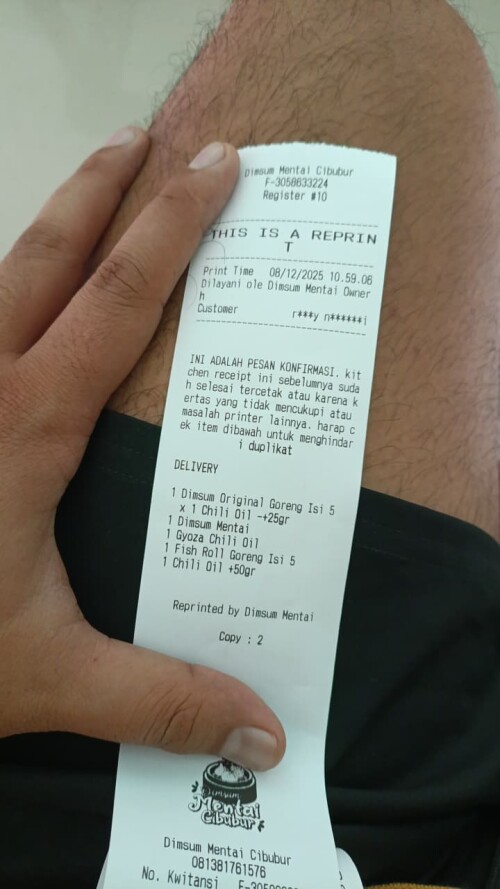 Dimsum Mentai Cibubur
F-3058633224
Register #10
THIS IS A REPRIN
T
Print Time 08/12/2025 10.59.06
Dilayani ole Dimsum Mentai Owner
h
Customer r***y n******i
INI ADALAH PESAN KONFIRMASI. kit
chen receipt ini sebelumnya suda
h selesai tercetak atau karena k
ertas yang tidak mencukupi atau
masalah printer lainnya. harap c
ek item dibawah untuk menghindar
i duplikat
DELIVERY
1 Dimsum Original Goreng Isi 5
x 1 Chili Oil -+25gr
1 Dimsum Mentai
1 Gyoza Chili Oil
1 Fish Roll Goreng Isi 5
1 Chili Oil +50gr
Reprinted by Dimsum Mentai
Copy : 2
Dimsum
Mentai
Cibubur
Dimsum Mentai Cibubur
081381761576
No. Kwitansi